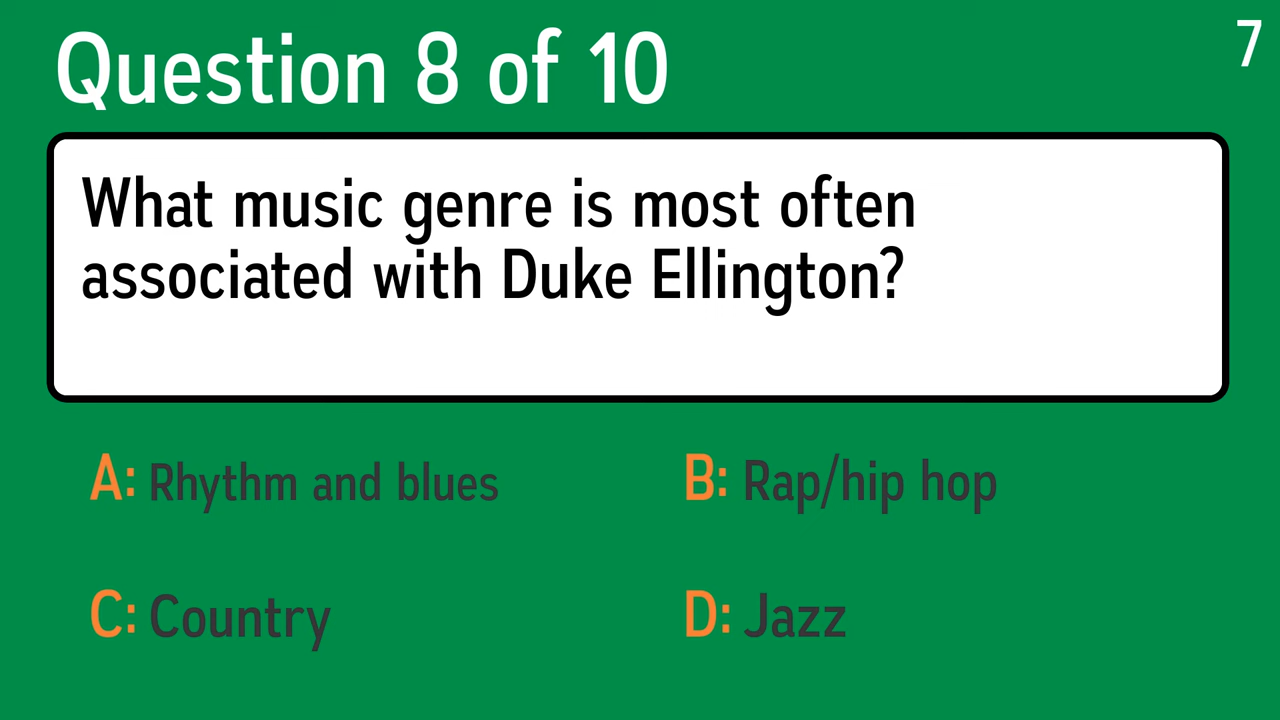 Question 8 of 10
7
What music genre is most often
associated with Duke Ellington?
A: Rhythm and blues
B: Rap/hip hop
C: Country
D: Jazz